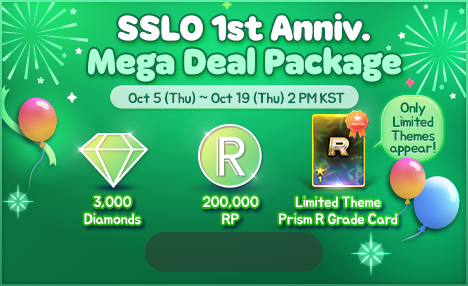 SSLO 1st Anniv.
Mega Deal Package
Oct 5 (Thu) ~ Oct 19 (Thu) 2 PM KST
Only
Limited
Themes
appear!
R
R
1
3,000
Diamonds
200,000
RP
Limited Theme
Prism R Grade Card